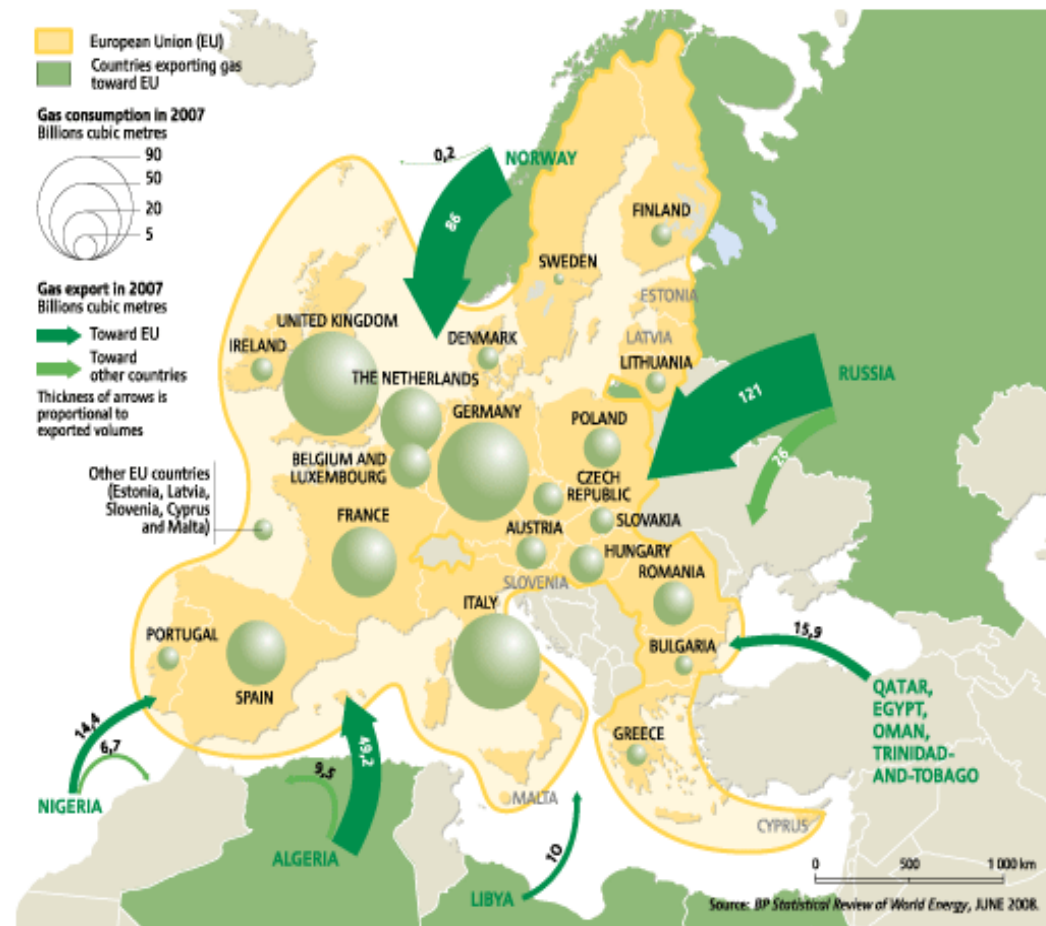 European Union (EU)
Countries exporting gas
toward EU
Gas consumption in 2007
Billions cubic metres
90
50
20
5
Gas export in 2007
Billions cubic metres
Toward EU
Toward
other countries
Thickness of arrows is
proportional to
exported volumes
0,2
NORWAY
86
FINLAND
SWEDEN
ESTONIA
UNITED KINGDOM
IRELAND
DENMARK
LATVIA
LITHUANIA
THE NETHERLANDS
RUSSIA
121
GERMANY
POLAND
BELGIUM AND
LUXEMBOURG
26
Other EU countries
(Estonia, Latvia,
Slovenia, Cyprus
and Malta)
CZECH
REPUBLIC
FRANCE
AUSTRIA
SLOVAKIA
HUNGARY
SLOVENIA
ROMANIA
ITALY
PORTUGAL
SPAIN
BULGARIA
15,9
QATAR,
EGYPT,
OMAN,
TRINIDAD-
AND-TOBAGO
14,4
6,7
NIGERIA
49,2
9,5
ALGERIA
GREECE
MALTA
CYPRUS
10
LIBYA
0
500
1 000 km
Source: BP Statistical Review of World Energy, JUNE 2008.